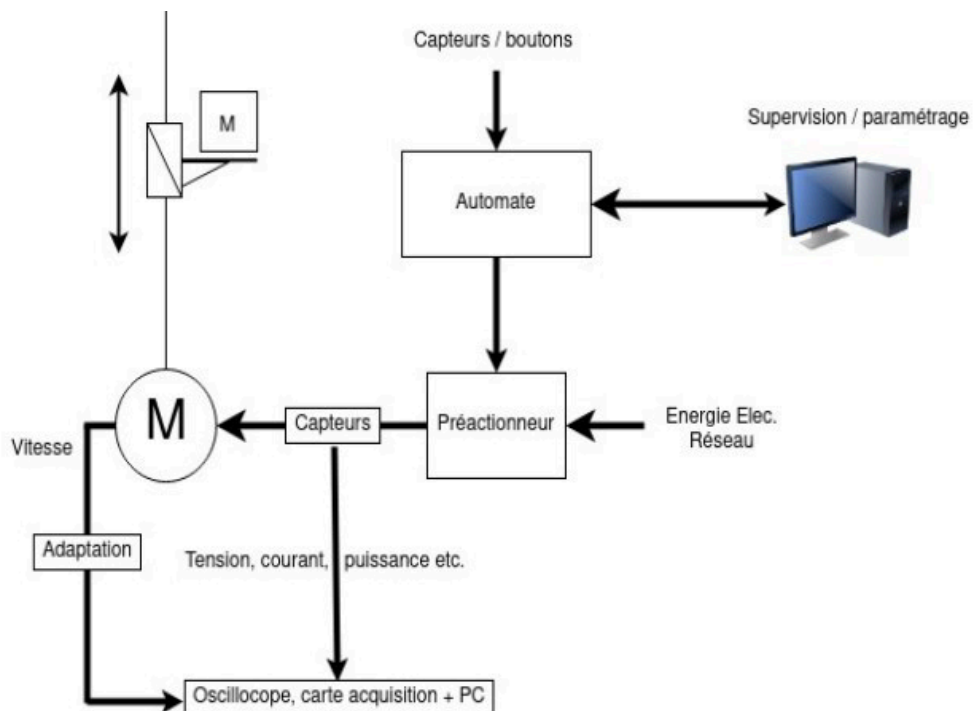 Capteurs / boutons
M
Supervision / paramétrage
Automate
M
Capteurs
Préactionneur
Energie Elec.
Réseau
Vitesse
Adaptation
Tension, courant, puissance etc.
Oscillocope, carte acquisition + PC